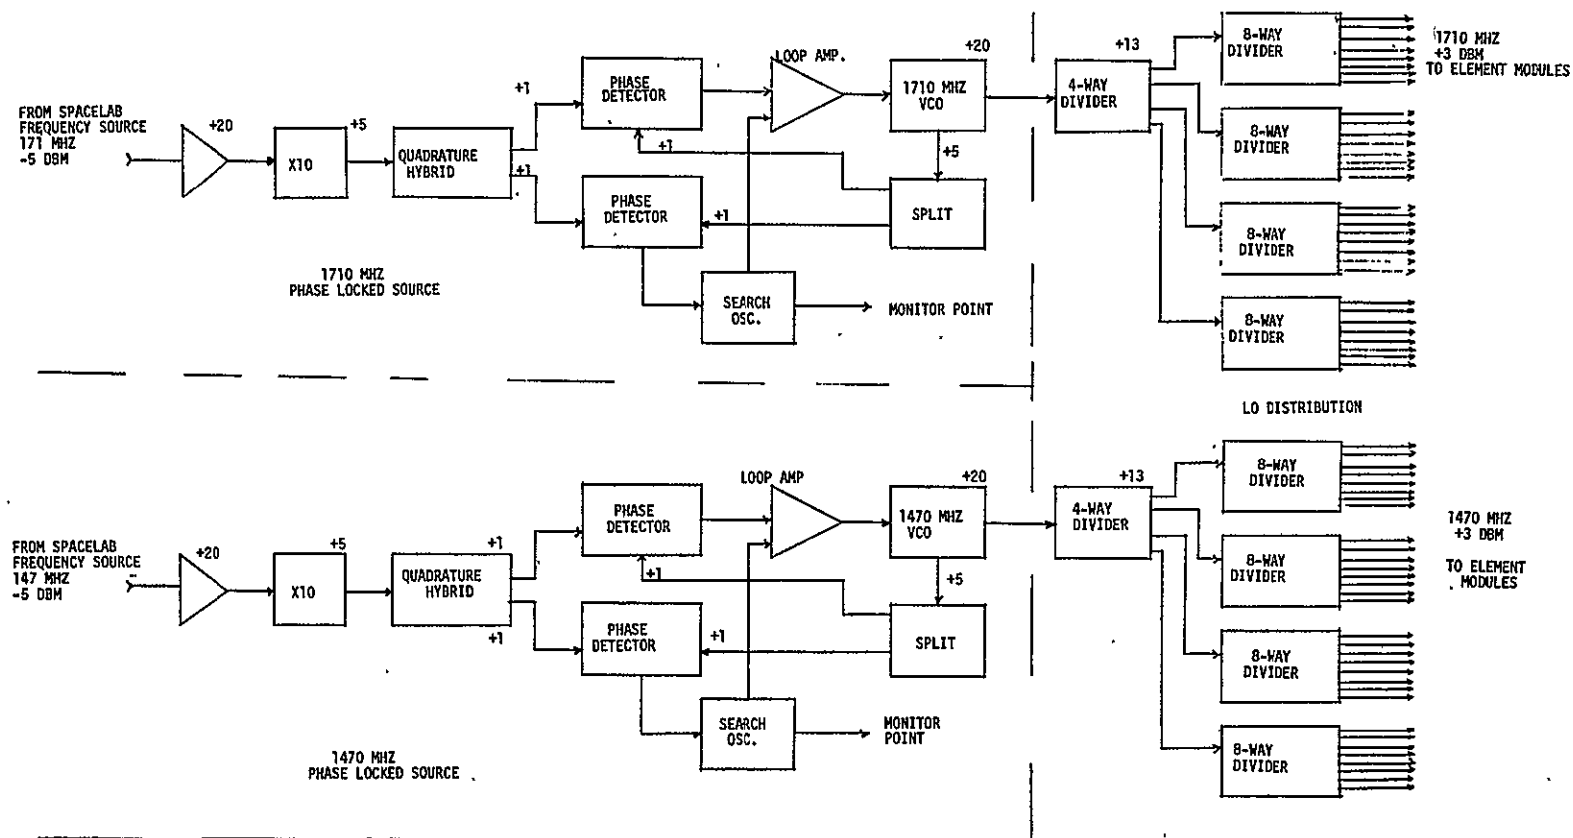 FROM SPACELAB
FREQUENCY SOURCE
171 MHZ
-5 DBM
+20
X10
+5
QUADRATURE
HYBRID
+1
+1
PHASE
DETECTOR
+1
PHASE
DETECTOR
+1
LOOP AMP.
+20
1710 MHZ
VCO
+5
SPLIT
SEARCH
OSC.
MONITOR POINT
1710 MHZ
PHASE LOCKED SOURCE
+13
4-WAY
DIVIDER
8-WAY
DIVIDER
8-WAY
DIVIDER
8-WAY
DIVIDER
8-WAY
DIVIDER
1710 MHZ
+3 DBM
TO ELEMENT MODULES
LO DISTRIBUTION
FROM SPACELAB
FREQUENCY SOURCE
147 MHZ
-5 DBM
+20
X10
+5
QUADRATURE
HYBRID
+1
+1
PHASE
DETECTOR
+1
PHASE
DETECTOR
+1
LOOP AMP
+20
1470 MHZ
VCO
+5
SPLIT
SEARCH
OSC.
MONITOR
POINT
1470 MHZ
PHASE LOCKED SOURCE
+13
4-WAY
DIVIDER
8-WAY
DIVIDER
8-WAY
DIVIDER
8-WAY
DIVIDER
8-WAY
DIVIDER
1470 MHZ
+3 DBM
TO ELEMENT
MODULES